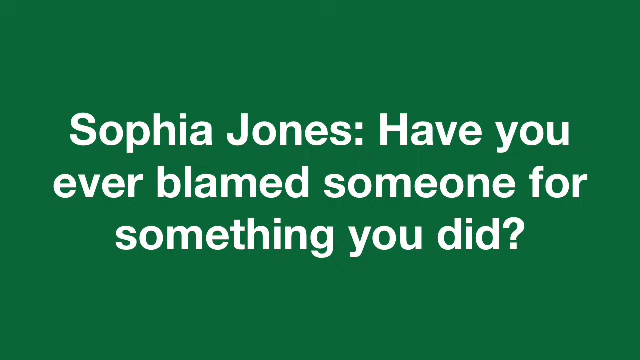 Sophia Jones: Have you
ever blamed someone for
something you did?